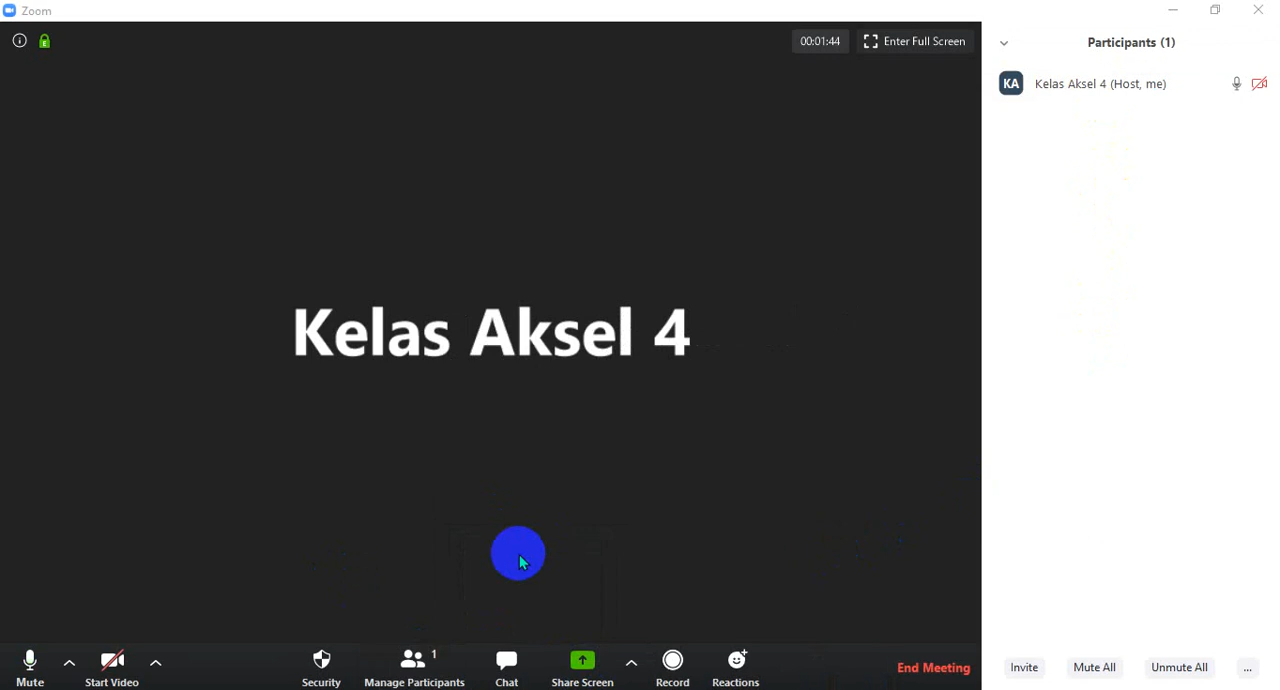 Zoom
00:01:44
Enter Full Screen
Participants (1)
KA
Kelas Aksel 4 (Host, me)
Kelas Aksel 4
Mute
Start Video
Security
1
Manage Participants
Chat
Share Screen
Record
Reactions
End Meeting
Invite
Mute All
Unmute All
...